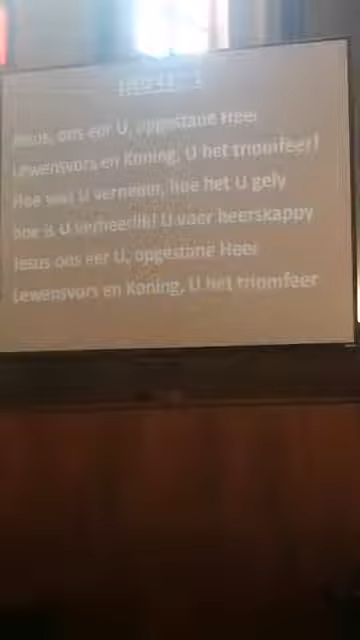 Jesus, ons eer U, opgestane Heer
Lewensvors en Koning, U het triomfeer!
Hoe was U verneder, hoe het U gely
hoe is U verheerlik! U voer heerskappy
Jesus ons eer U, opgestane Heer
Lewensvors en Koning, U het triomfeer